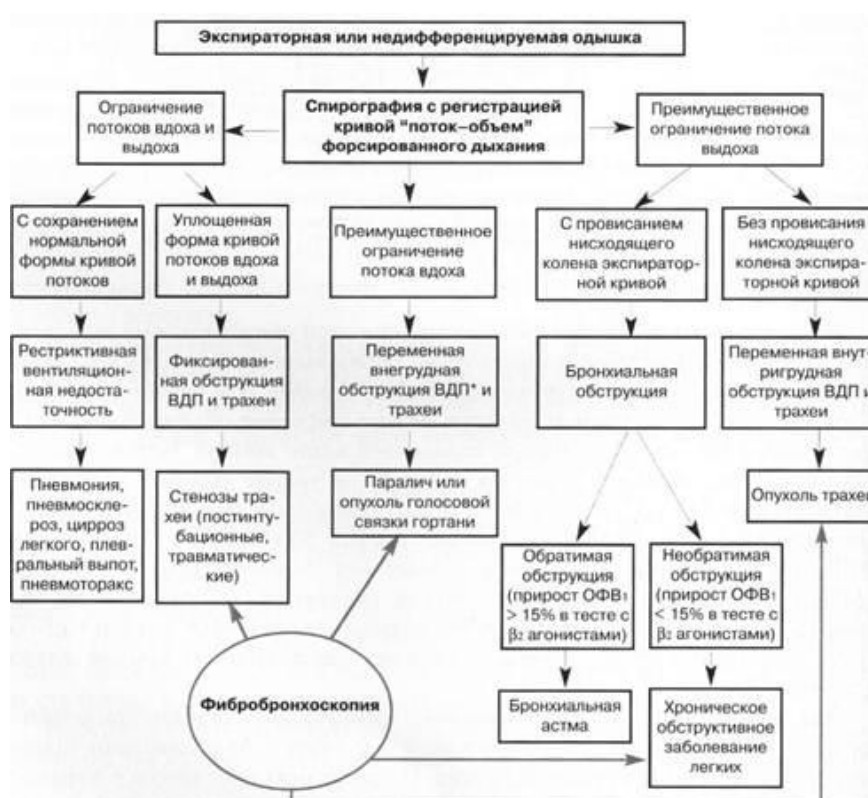 Экспираторная или недифференцируемая одышка
Ограничение
потоков вдоха и
выдоха
Спирография с регистрацией
кривой "поток–объем"
форсированного дыхания
Преимущественное
ограничение потока
выдоха
С сохранением
нормальной
формы кривой
потоков
Уплощенная
форма кривой
потоков вдоха
и выдоха
Преимущественное
ограничение
потока вдоха
С провисанием
нисходящего
колена экспиратор-
ной кривой
Без провисания
нисходящего
колена экспира-
торной кривой
Рестриктивная
вентиляцион-
ная недоста-
точность
Фиксирован-
ная обструкция
ВДП и трахеи
Переменная
внегрудная
обструкция ВДП* и
трахеи
Бронхиальная
обструкция
Переменная внут-
ригрудная
обструкция ВДП и
трахеи
Пневмония,
пневмоскле-
роз, цирроз
легкого, плев-
ральный выпот,
пневмоторакс
Стенозы тра-
хеи (постинту-
бационные,
травматичес-
кие)
Паралич или
опухоль голосовой
связки гортани
Обратимая
обструкция
(прирост ОФВ₁
> 15% в тесте с
β₂ агонистами)
Необратимая
обструкция
(прирост ОФВ₁
< 15% в тесте с
β₂ агонистами)
Опухоль трахеи
Фибробронхоскопия
Бронхиальная
астма
Хроническое
обструктивное
заболевание
легких